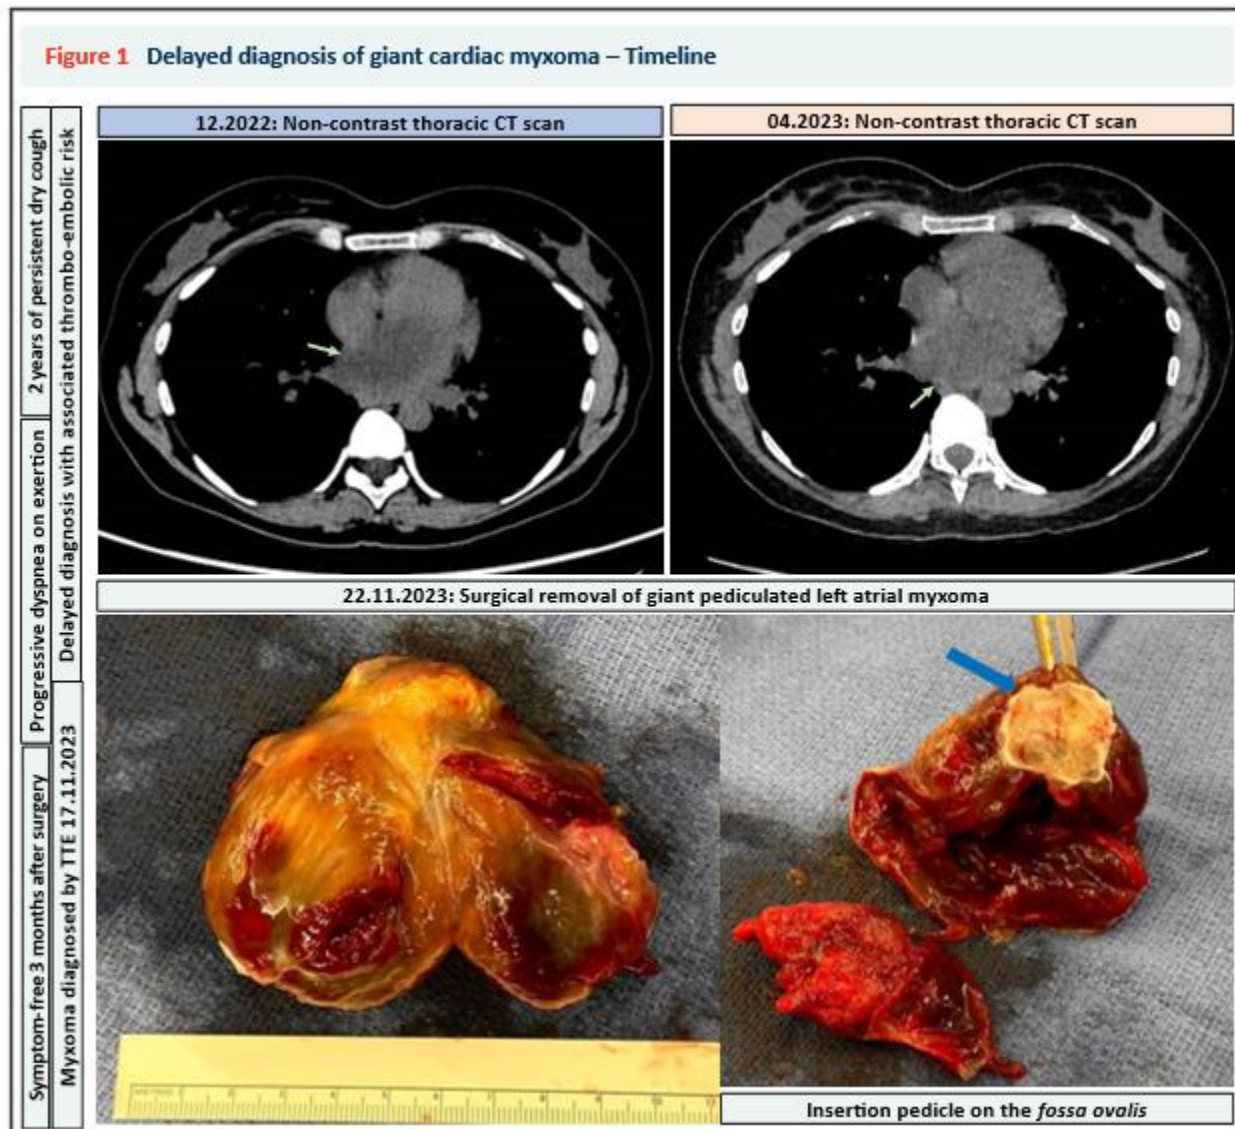 Figure 1 Delayed diagnosis of giant cardiac myxoma – Timeline
2 years of persistent dry cough
Progressive dyspnea on exertion
Symptom-free 3 months after surgery
Delayed diagnosis with associated thrombo-embolic risk
Myxoma diagnosed by TTE 17.11.2023
12.2022: Non-contrast thoracic CT scan
04.2023: Non-contrast thoracic CT scan
22.11.2023: Surgical removal of giant pediculated left atrial myxoma
Insertion pedicle on the fossa ovalis